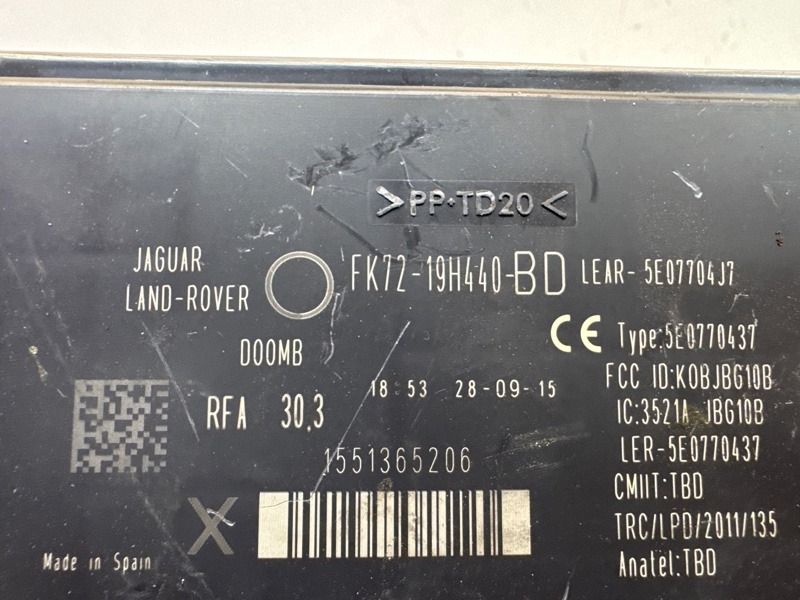 >PP+TD20<
JAGUAR
LAND-ROVER
FK72-19H440-BD
LEAR-5E07704J7
CE
Type:5E0770437
D00MB
18:53 28-09-15
FCC ID:KOBJBG10B
RFA 30.3
IC:3521A JBG10B
1551365206
LER-5E0770437
CMIIT:TBD
X
TRC/LPD/2011/135
Made in Spain
Anatel:TBD